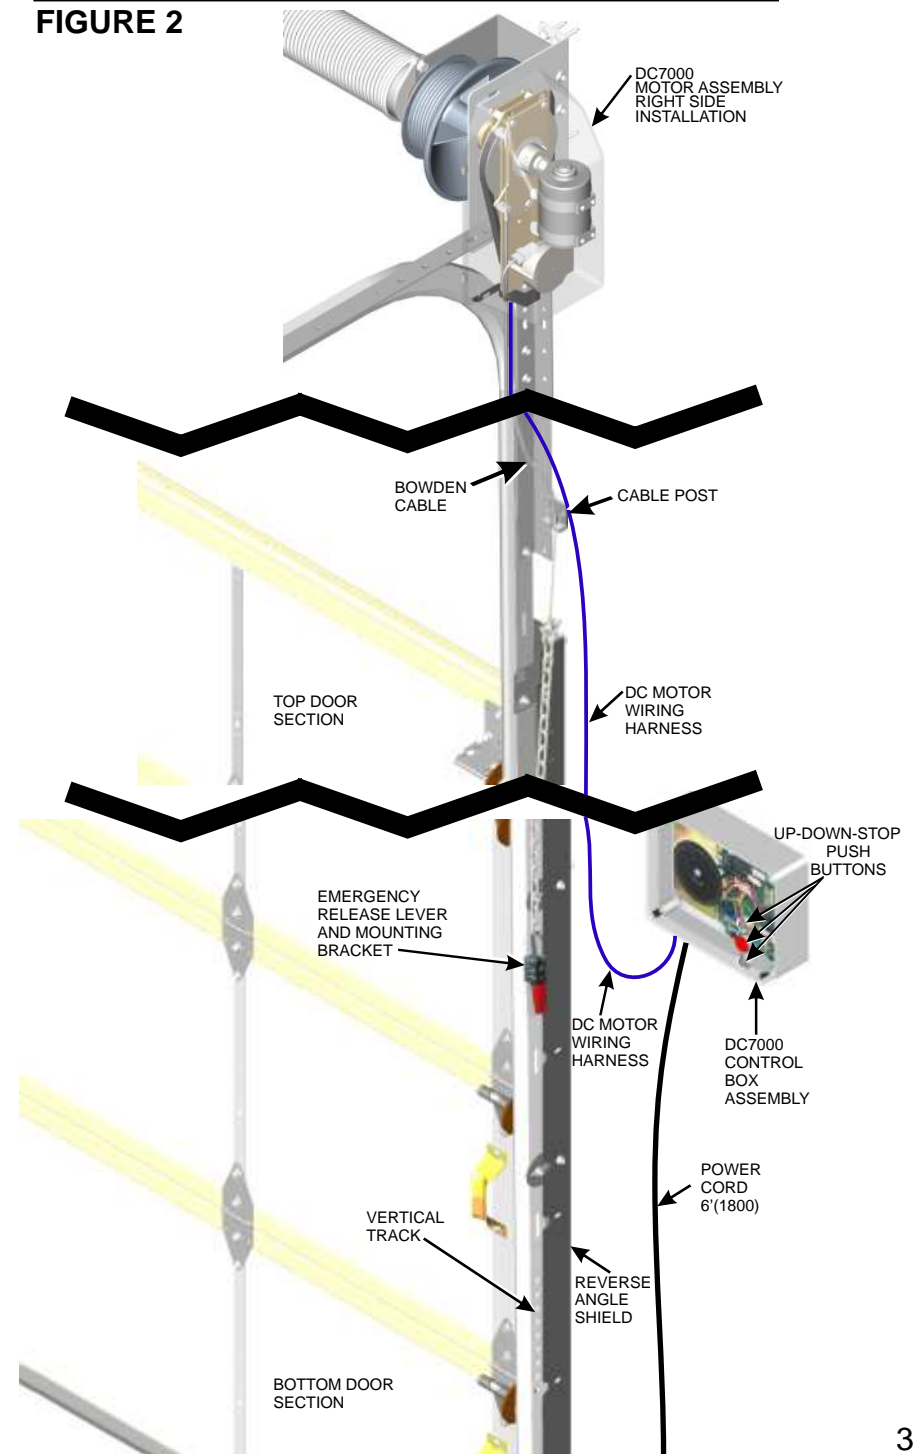 FIGURE 2
DC7000
MOTOR ASSEMBLY
RIGHT SIDE
INSTALLATION
BOWDEN
CABLE
CABLE POST
TOP DOOR
SECTION
DC MOTOR
WIRING
HARNESS
UP-DOWN-STOP
PUSH
BUTTONS
EMERGENCY
RELEASE LEVER
AND MOUNTING
BRACKET
DC MOTOR
WIRING
HARNESS
DC7000
CONTROL
BOX
ASSEMBLY
POWER
CORD
6'(1800)
VERTICAL
TRACK
REVERSE
ANGLE
SHIELD
BOTTOM DOOR
SECTION
3